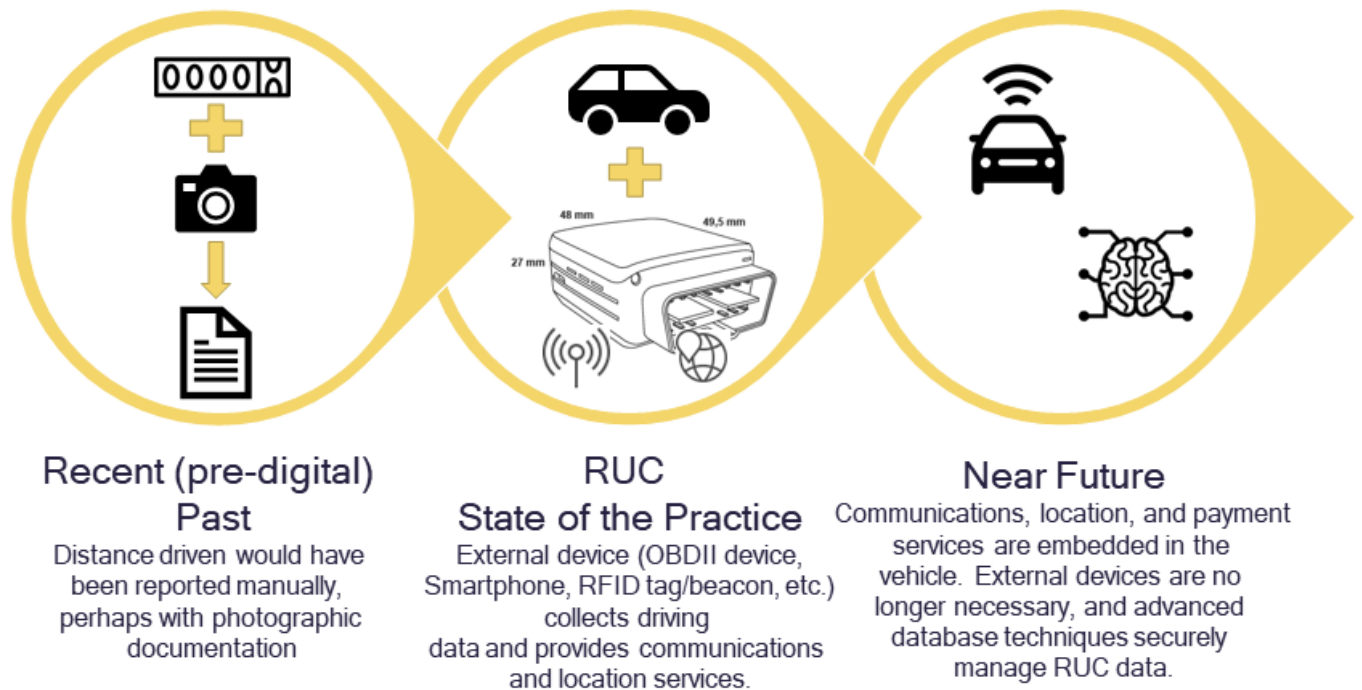 0000
48 mm
49,5 mm
27 mm
Recent (pre-digital)
Past
Distance driven would have
been reported manually,
perhaps with photographic
documentation
RUC
State of the Practice
External device (OBDII device,
Smartphone, RFID tag/beacon, etc.)
collects driving
data and provides communications
and location services.
Near Future
Communications, location, and payment
services are embedded in the
vehicle. External devices are no
longer necessary, and advanced
database techniques securely
manage RUC data.